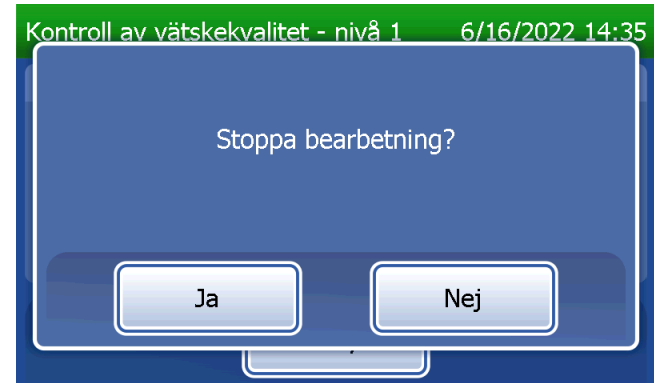 Kontroll av vätskekvalitet - nivå 1 6/16/2022 14:35
Stoppa bearbetning?
Ja Nej